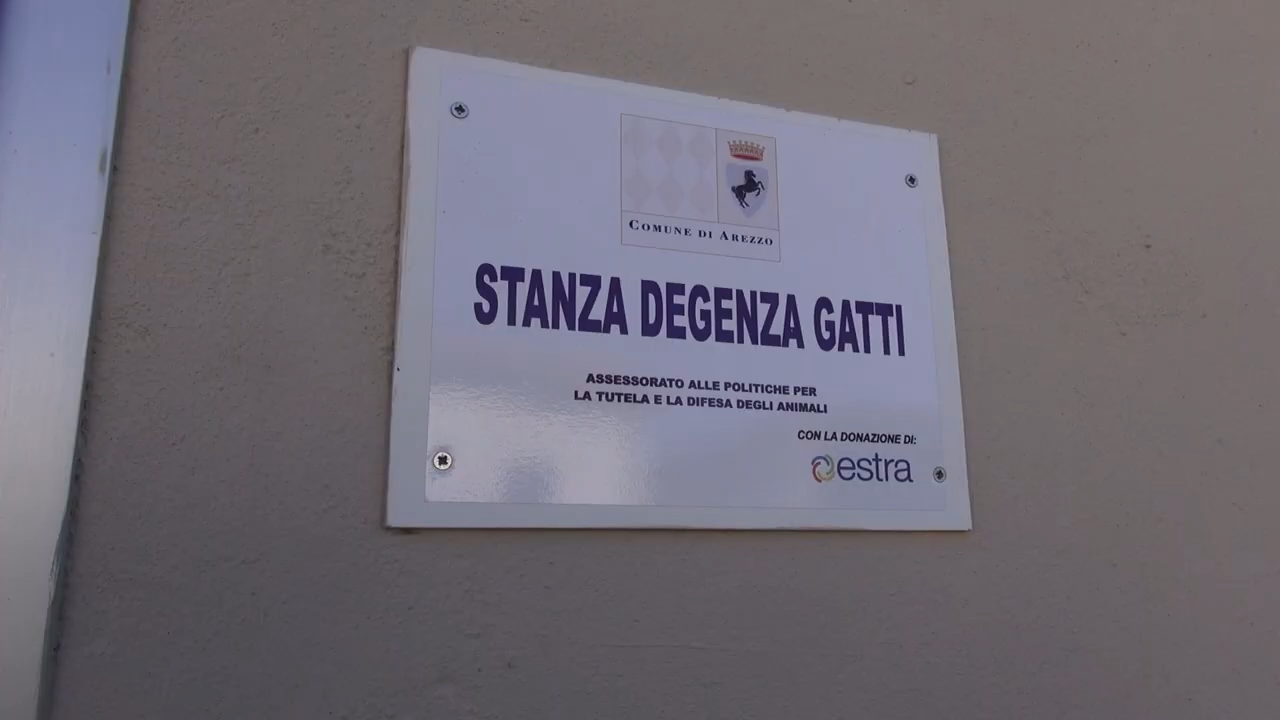 COMUNE DI AREZZO
STANZA DEGENZA GATTI
ASSESSORATO ALLE POLITICHE PER
LA TUTELA E LA DIFESA DEGLI ANIMALI
CON LA DONAZIONE DI:
estra